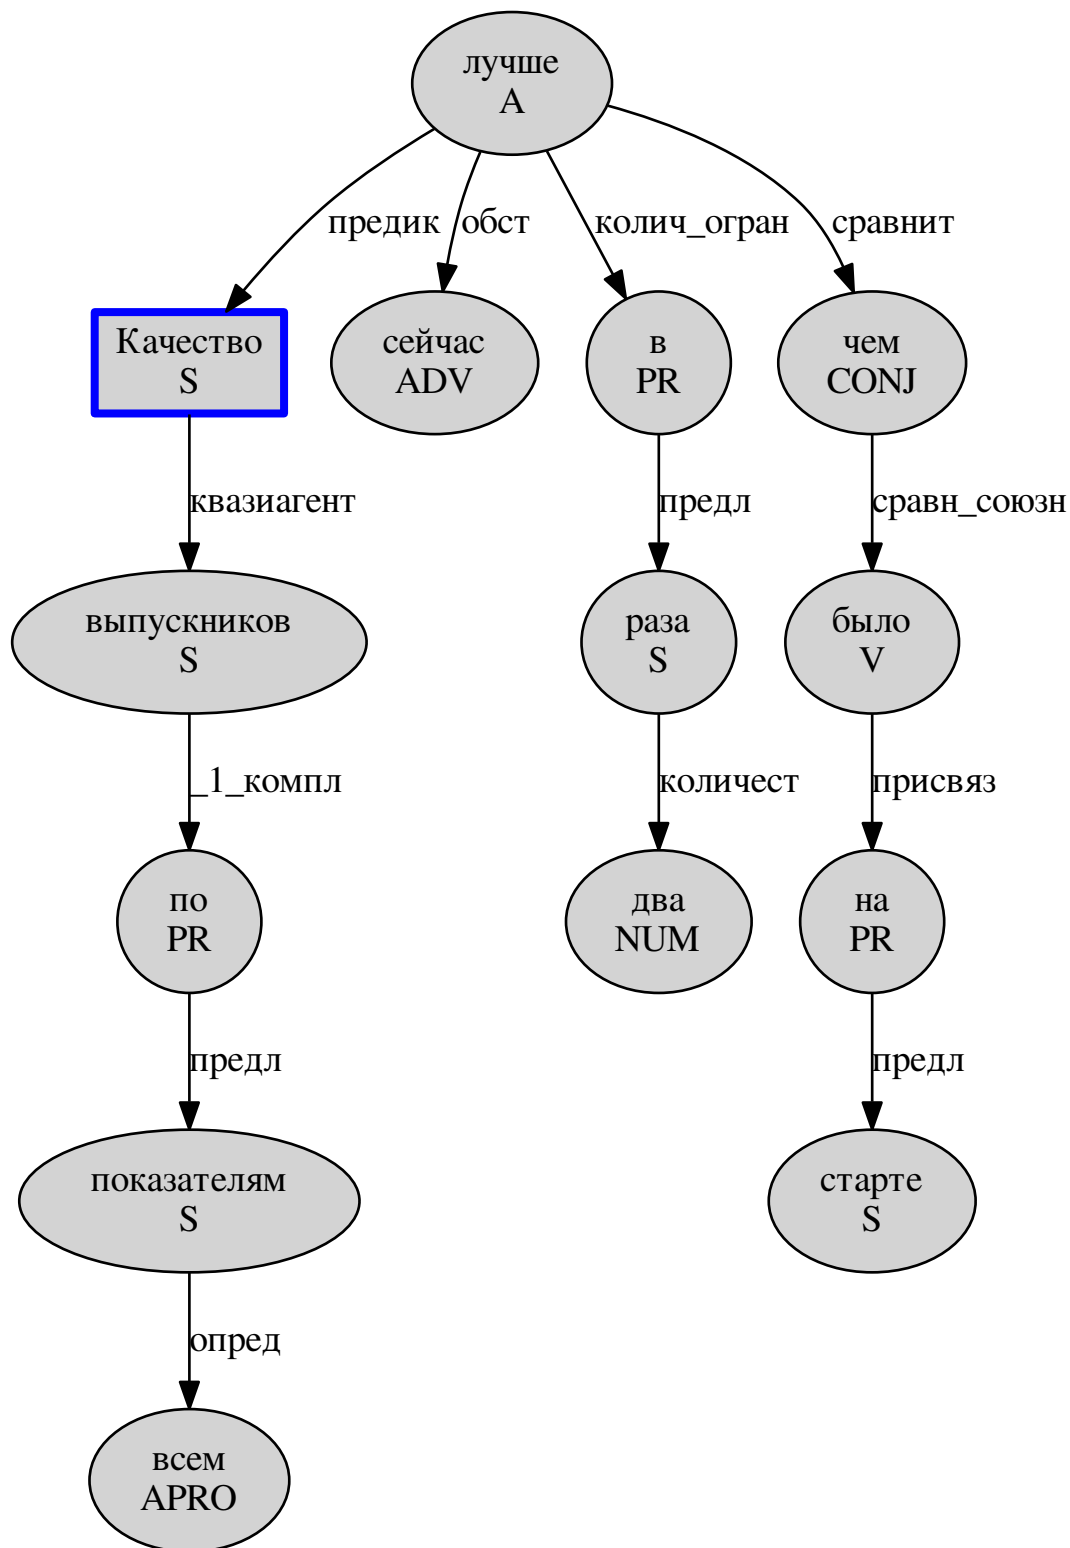 лучше
A
предик
обст
колич_огран
сравнит
Качество
S
сейчас
ADV
в
PR
чем
CONJ
квазиагент
предл
сравн_союзн
выпускников
S
раза
S
было
V
_1_компл
количест
присвяз
по
PR
два
NUM
на
PR
предл
предл
показателям
S
старте
S
опред
всем
APRO